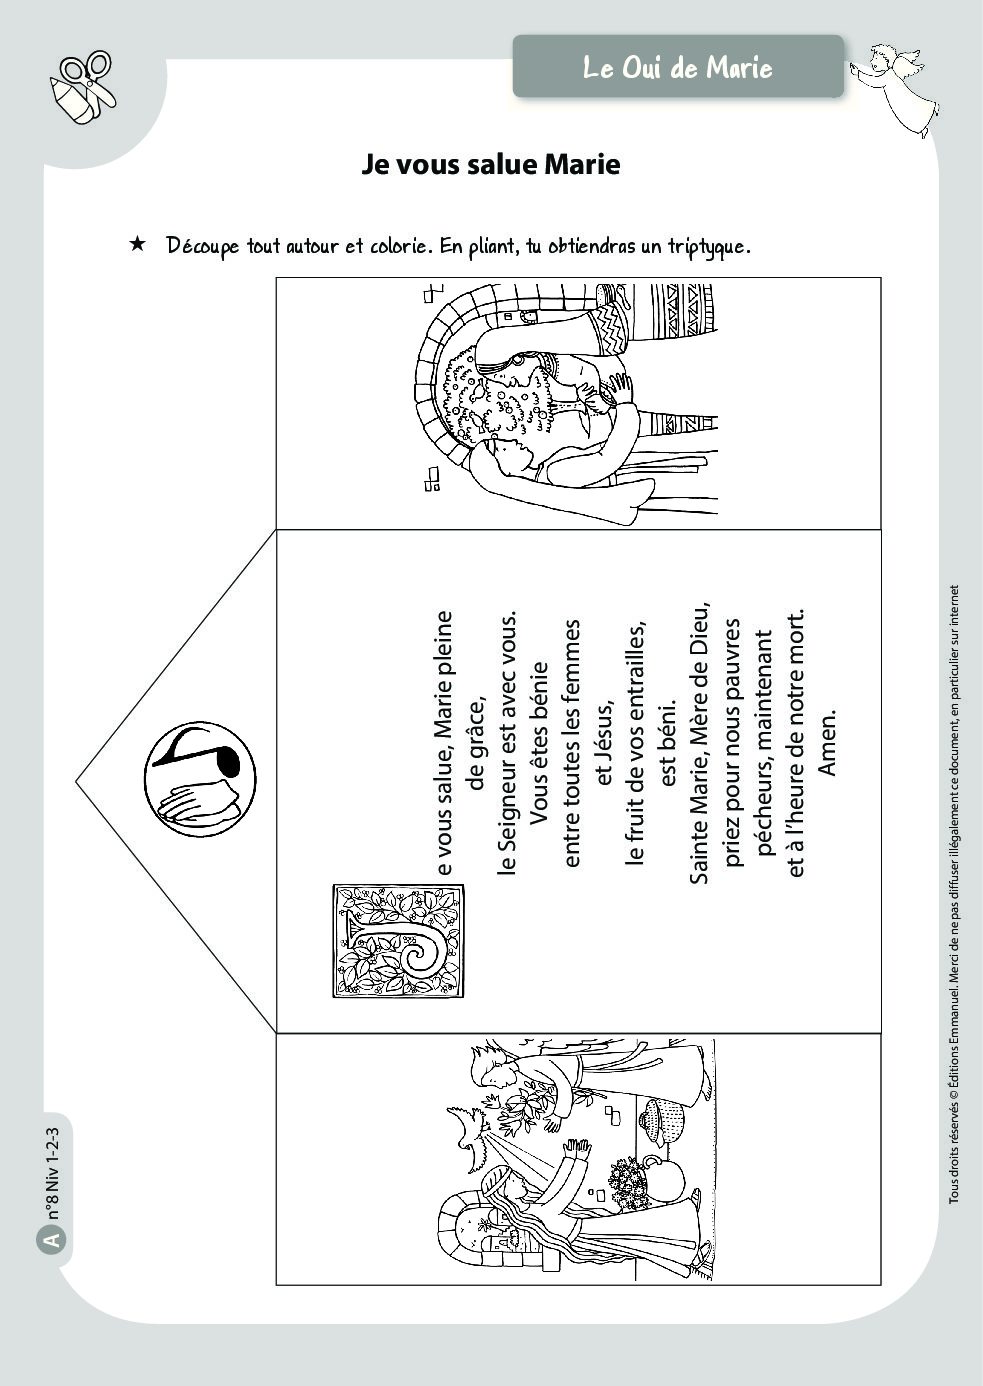 Le Oui de Marie
Je vous salue Marie
★ Découpe tout autour et colorie. En pliant, tu obtiendras un triptyque.
Je vous salue, Marie pleine
de grâce,
le Seigneur est avec vous.
Vous êtes bénie
entre toutes les femmes
et Jésus,
le fruit de vos entrailles,
est béni.
Sainte Marie, Mère de Dieu,
priez pour nous pauvres
pécheurs, maintenant
et à l'heure de notre mort.
Amen.
A n°8 Niv 1-2-3
Tous droits réservés © Éditions Emmanuel. Merci de ne pas diffuser illégalement ce document, en particulier sur internet